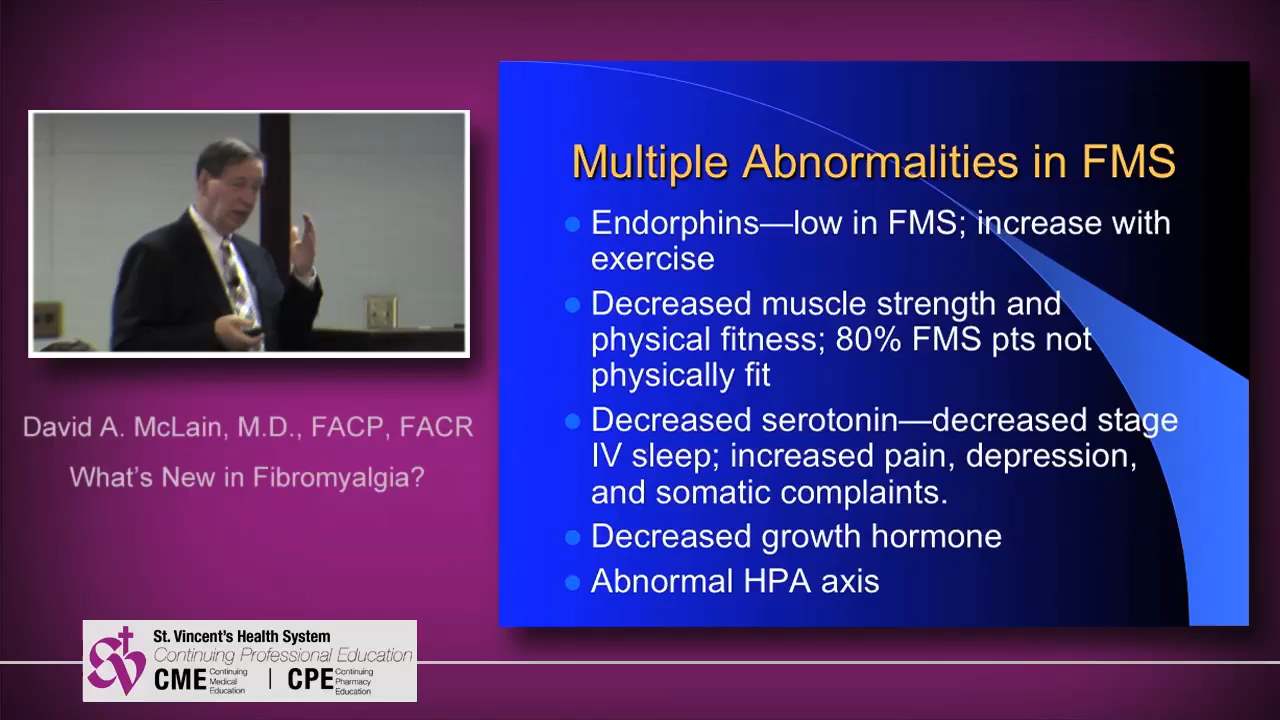 Multiple Abnormalities in FMS
Endorphins—low in FMS; increase with
exercise
Decreased muscle strength and
physical fitness; 80% FMS pts not
physically fit
Decreased serotonin—decreased stage
IV sleep; increased pain, depression,
and somatic complaints.
Decreased growth hormone
Abnormal HPA axis
David A. McLain, M.D., FACP, FACR
What's New in Fibromyalgia?
St. Vincent's Health System
Continuing Professional Education
CME Continuing Medical Education | CPE Continuing Pharmacy Education